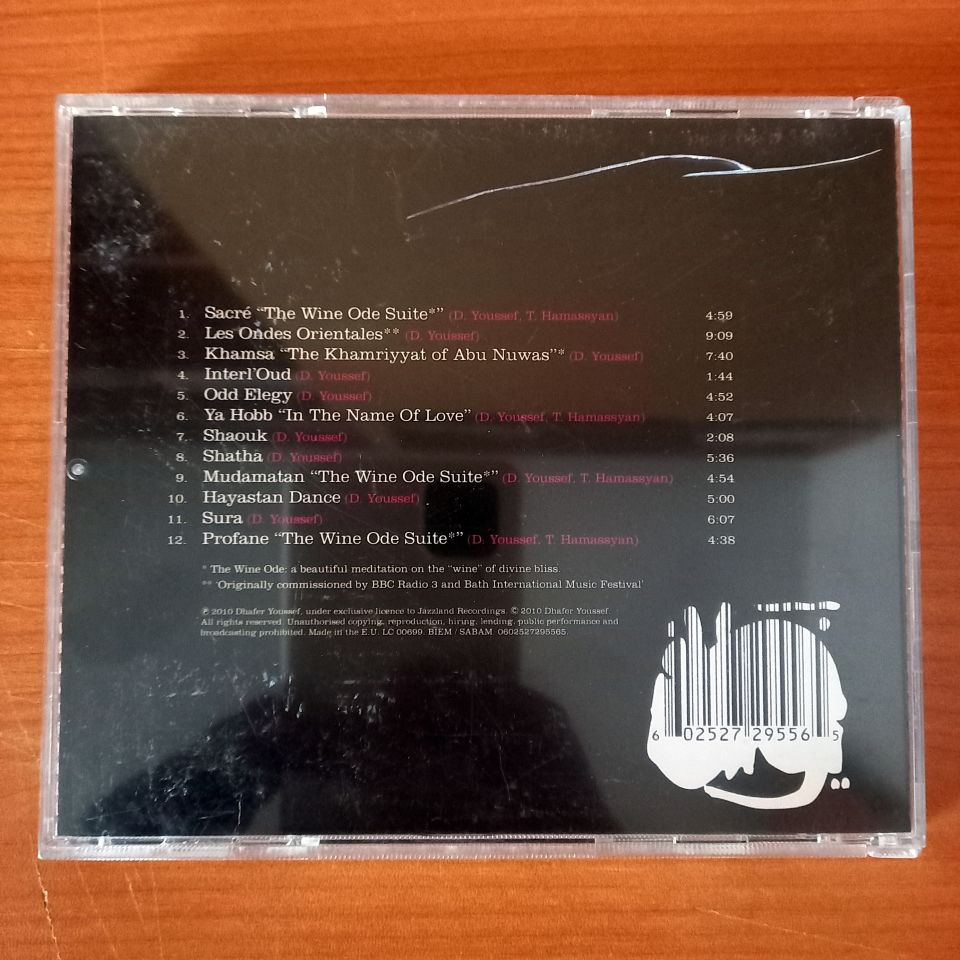 1. Sacré “The Wine Ode Suite*” (D. Youssef, T. Hamassyan) 4:59
2. Les Ondes Orientales** (D. Youssef) 9:09
3. Khamsa “The Khamriyyat of Abu Nuwas”* (D. Youssef) 7:40
4. Interl'Oud (D. Youssef) 1:44
5. Odd Elegy (D. Youssef) 4:52
6. Ya Hobb “In The Name Of Love” (D. Youssef, T. Hamassyan) 4:07
7. Shaouk (D. Youssef) 2:08
8. Shatha (D. Youssef) 5:36
9. Mudamatan “The Wine Ode Suite*” (D. Youssef, T. Hamassyan) 4:54
10. Hayastan Dance (D. Youssef) 5:00
11. Sura (D. Youssef) 6:07
12. Profane “The Wine Ode Suite*” (D. Youssef, T. Hamassyan) 4:38
* The Wine Ode: a beautiful meditation on the “wine” of divine bliss.
** ‘Originally commissioned by BBC Radio 3 and Bath International Music Festival’
℗ 2010 Dhafer Youssef, under exclusive licence to Jazzland Recordings. © 2010 Dhafer Youssef.
All rights reserved. Unauthorised copying, reproduction, hiring, lending, public performance and
broadcasting prohibited. Made in the E.U. LC 00699. BIEM / SABAM. 0602527295565.
6 02527 29556 5